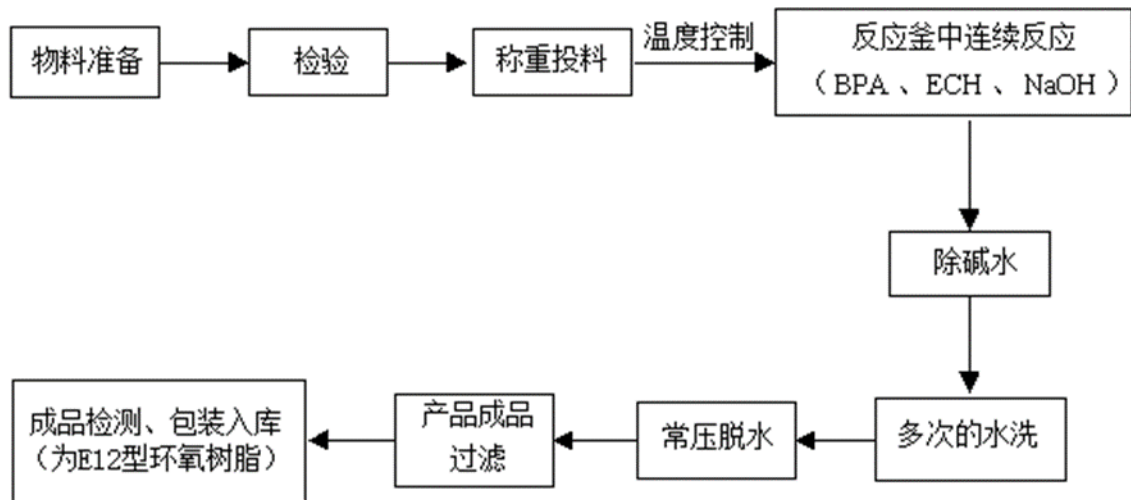 物料准备
检验
称重投料
温度控制
反应釜中连续反应
（BPA 、ECH 、 NaOH ）
除碱水
多次的水洗
常压脱水
产品成品
过滤
成品检测、包装入库
（为E12型环氧树脂）